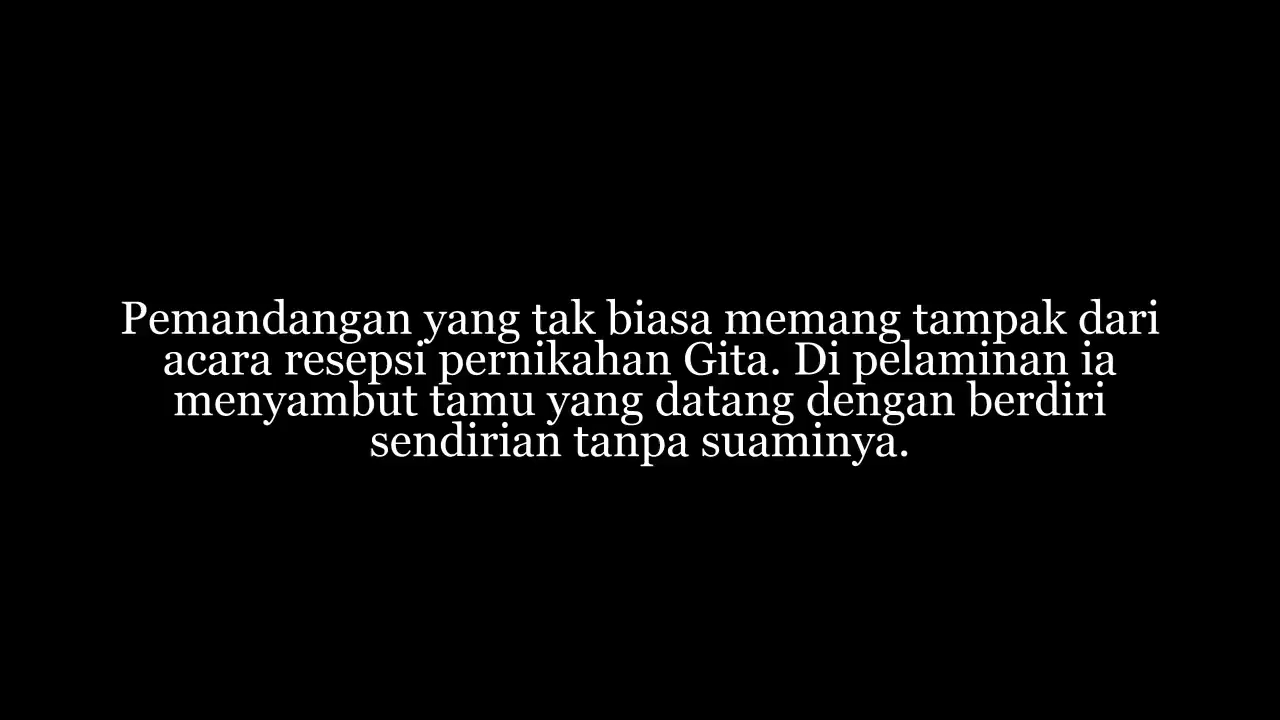 Pemandangan yang tak biasa memang tampak dari
acara resepsi pernikahan Gita. Di pelaminan ia
menyambut tamu yang datang dengan berdiri
sendirian tanpa suaminya.